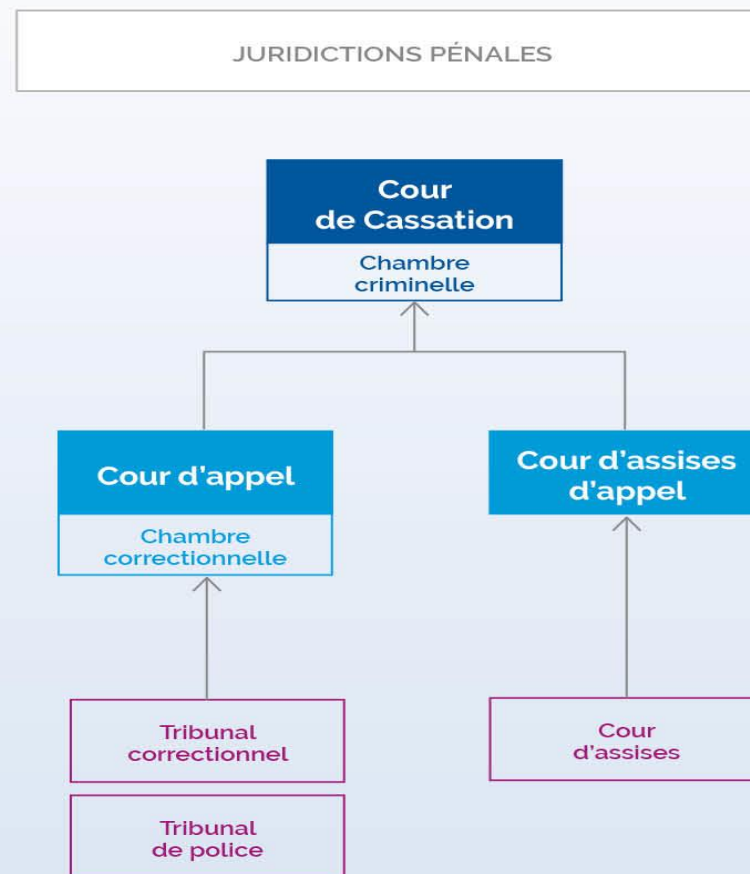 JURIDICTIONS PÉNALES
Cour
de Cassation
Chambre
criminelle
Cour d'appel
Chambre
correctionnelle
Cour d'assises
d'appel
Tribunal
correctionnel
Cour
d'assises
Tribunal
de police